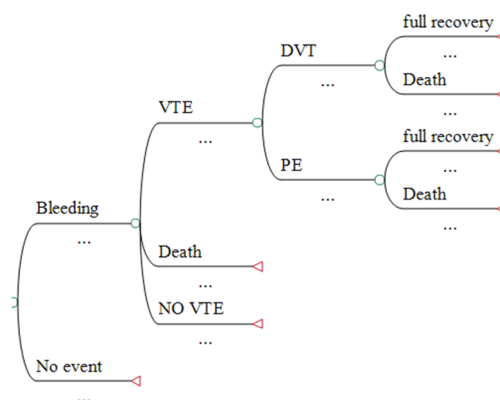 full recovery
...
DVT
...
Death
...
VTE
...
full recovery
...
PE
...
Death
...
Bleeding
...
Death
...
NO VTE
...
No event
...